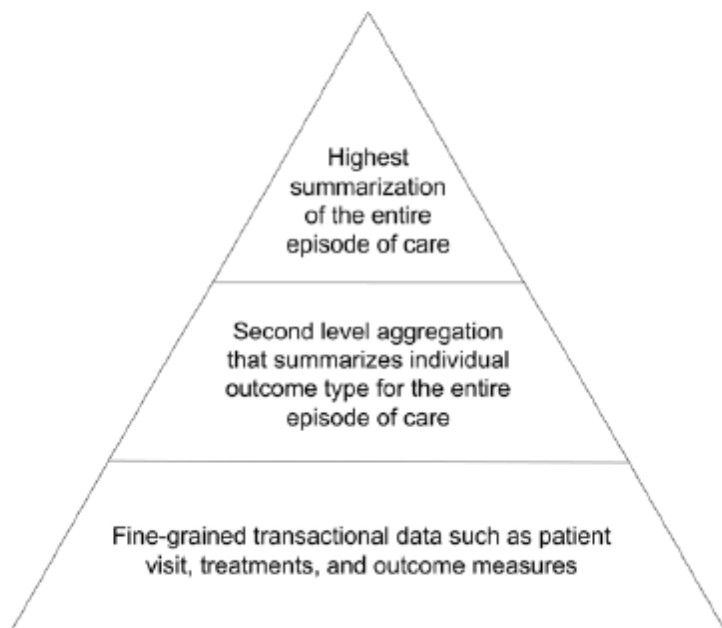 Highest
summarization
of the entire
episode of care
Second level aggregation
that summarizes individual
outcome type for the entire
episode of care
Fine-grained transactional data such as patient
visit, treatments, and outcome measures